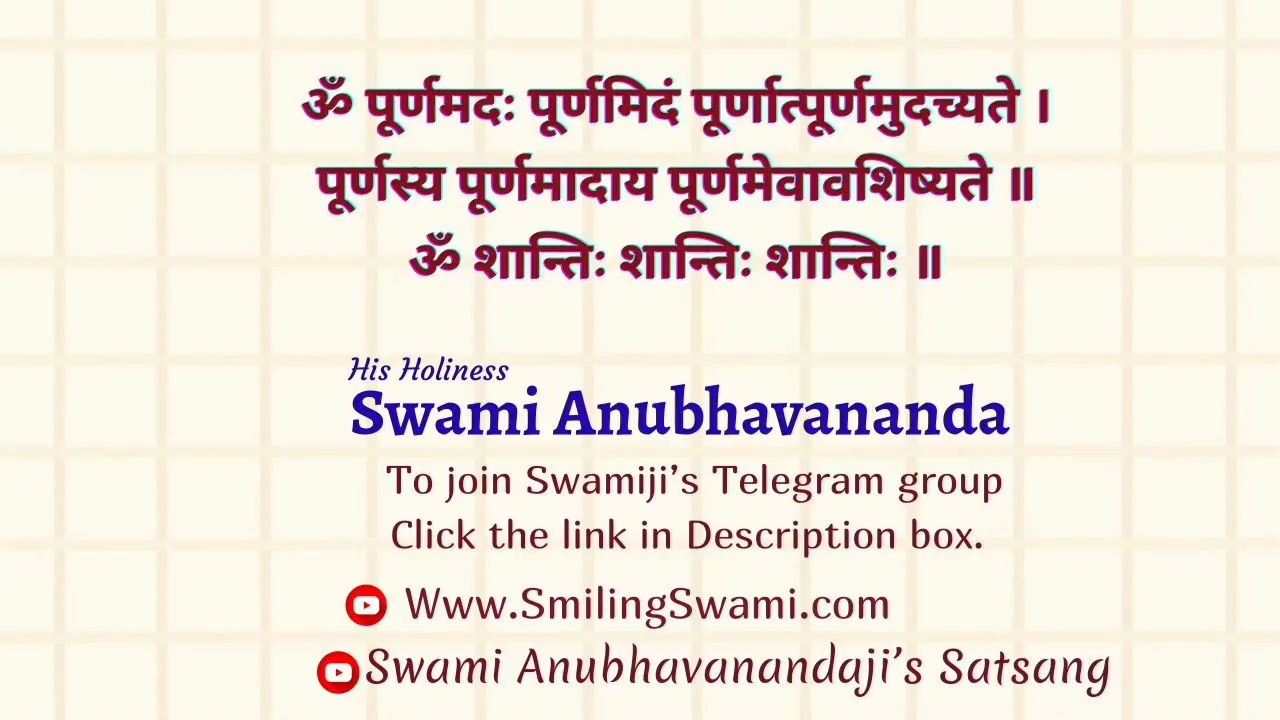 ॐ पूर्णमदः पूर्णमिदं पूर्णात्पूर्णमुदच्यते ।
पूर्णस्य पूर्णमादाय पूर्णमेवावशिष्यते ॥
ॐ शान्तिः शान्तिः शान्तिः ॥
His Holiness
Swami Anubhavananda
To join Swamiji’s Telegram group
Click the link in Description box.
Www.SmilingSwami.com
Swami Anubhavanandaji’s Satsang